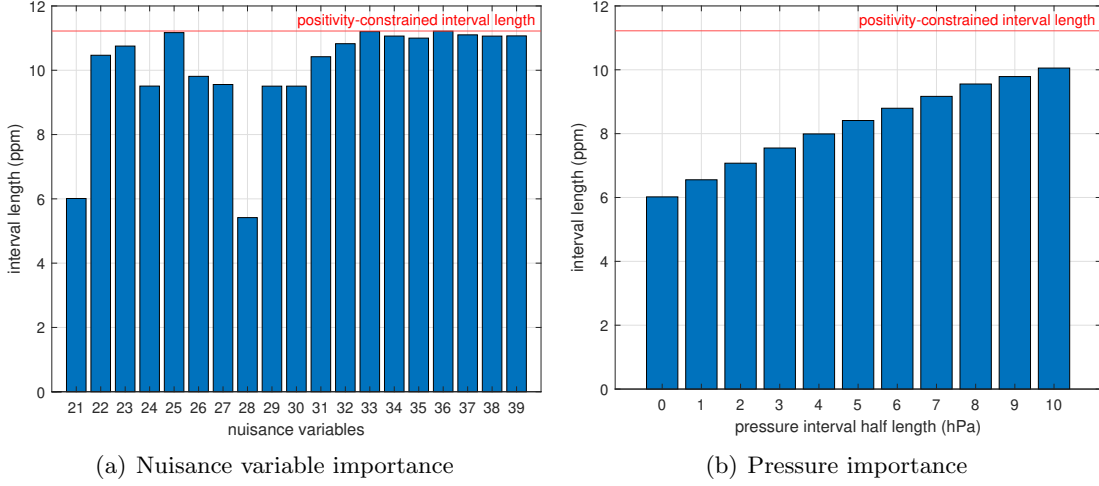 12
10
8
6
4
2
0
interval length (ppm)
positivity-constrained interval length
21 22 23 24 25 26 27 28 29 30 31 32 33 34 35 36 37 38 39
nuisance variables
(a) Nuisance variable importance
12
10
8
6
4
2
0
interval length (ppm)
positivity-constrained interval length
0 1 2 3 4 5 6 7 8 9 10
pressure interval half length (hPa)
(b) Pressure importance